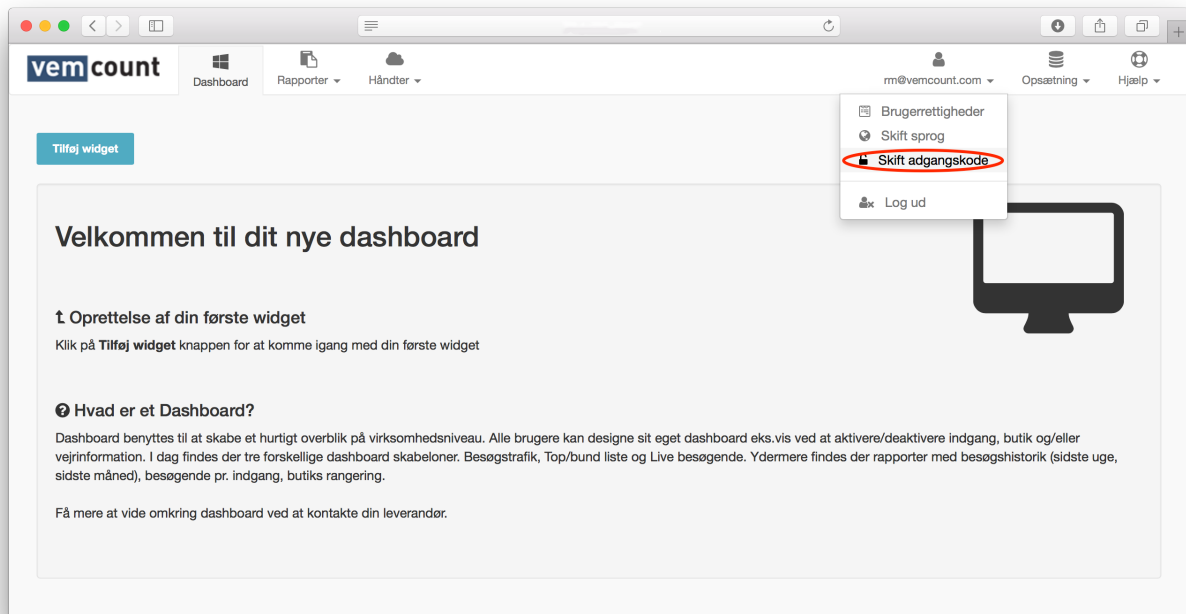 vemcount
Dashboard
Rapporter
Håndter
rm@vemcount.com
Opsætning
Hjælp
Brugerrettigheder
Skift sprog
Skift adgangskode
Log ud
Tilføj widget
Velkommen til dit nye dashboard
Oprettelse af din første widget
Klik på Tilføj widget knappen for at komme igang med din første widget
Hvad er et Dashboard?
Dashboard benyttes til at skabe et hurtigt overblik på virksomhedsniveau. Alle brugere kan designe sit eget dashboard eks.vis ved at aktivere/deaktivere indgang, butik og/eller
vejrinformation. I dag findes der tre forskellige dashboard skabeloner. Besøgstrafik, Top/bund liste og Live besøgende. Ydermere findes der rapporter med besøgshistorik (sidste uge,
sidste måned), besøgende pr. indgang, butiks rangering.
Få mere at vide omkring dashboard ved at kontakte din leverandør.